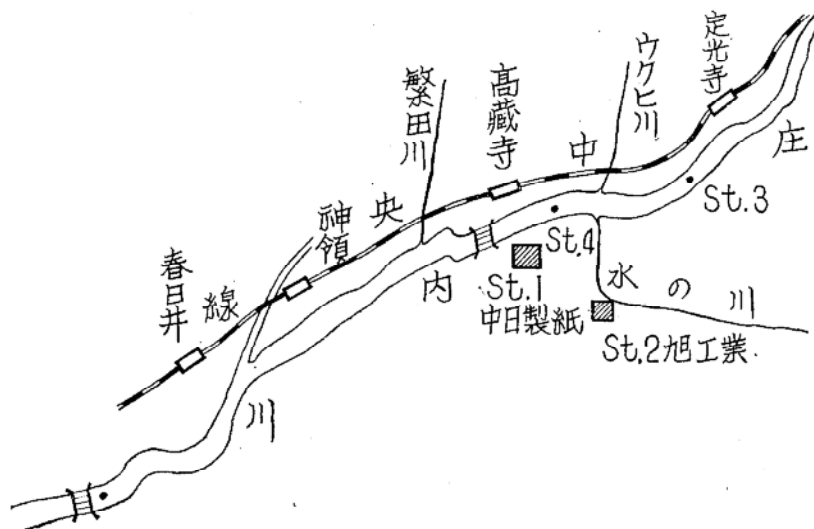 定光寺
ウクヒ川
高藏寺
繁田川
神領
春日井
中央線
庄内川
St.3
St.4
St.1
中日製紙
水の川
St.2旭工業